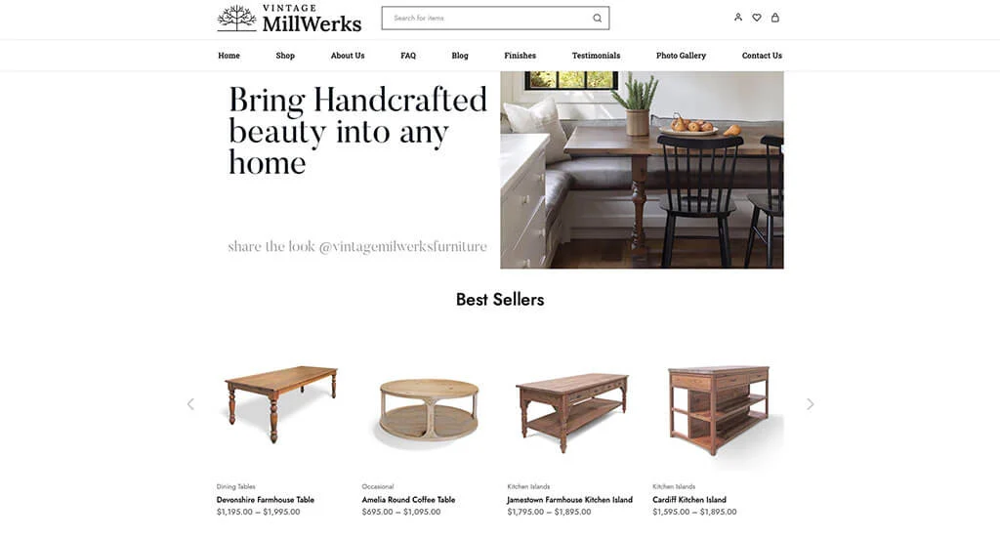 VINTAGE
MillWerks
Search for items
Home Shop About Us FAQ Blog Finishes Testimonials Photo Gallery Contact Us
Bring Handcrafted
beauty into any
home
share the look @vintagemilwerksfurniture
Best Sellers
Dining Tables
Devonshire Farmhouse Table
$1,195.00 – $1,995.00
Occasional
Amelia Round Coffee Table
$695.00 – $1,095.00
Kitchen Islands
Jamestown Farmhouse Kitchen Island
$1,795.00 – $1,895.00
Kitchen Islands
Cardiff Kitchen Island
$1,595.00 – $1,895.00